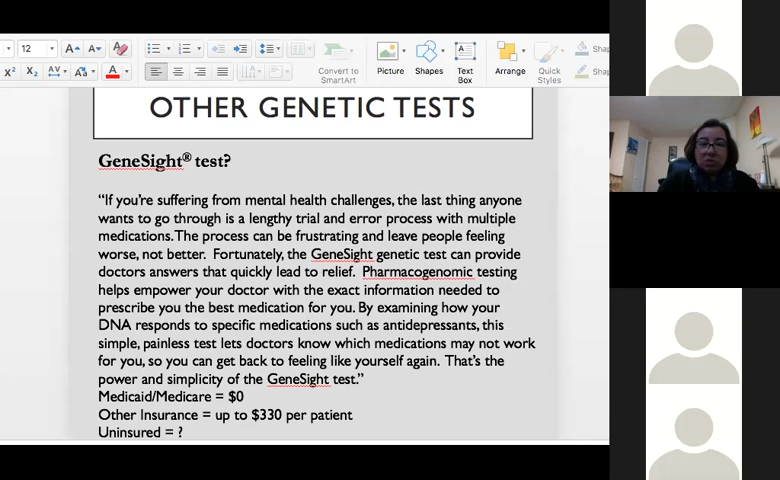 12
A
A
Convert to
SmartArt
Picture
Shapes
Text
Box
Arrange
Quick
Styles
Shap
Shap
X² X₂ AV Aa A
OTHER GENETIC TESTS
GeneSight® test?
“If you’re suffering from mental health challenges, the last thing anyone
wants to go through is a lengthy trial and error process with multiple
medications. The process can be frustrating and leave people feeling
worse, not better. Fortunately, the GeneSight genetic test can provide
doctors answers that quickly lead to relief. Pharmacogenomic testing
helps empower your doctor with the exact information needed to
prescribe you the best medication for you. By examining how your
DNA responds to specific medications such as antidepressants, this
simple, painless test lets doctors know which medications may not work
for you, so you can get back to feeling like yourself again. That’s the
power and simplicity of the GeneSight test.”
Medicaid/Medicare = $0
Other Insurance = up to $330 per patient
Uninsured = ?